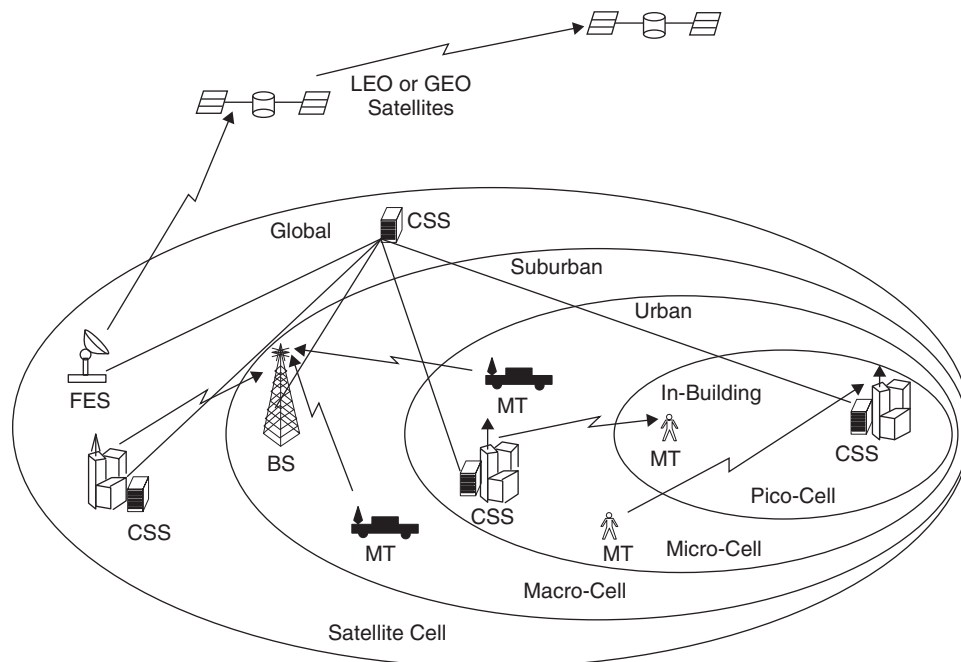 LEO or GEO
Satellites
CSS
Global
Suburban
Urban
In-Building
FES
MT
BS
MT
CSS
Pico-Cell
CSS
CSS
MT
MT
Micro-Cell
Macro-Cell
Satellite Cell